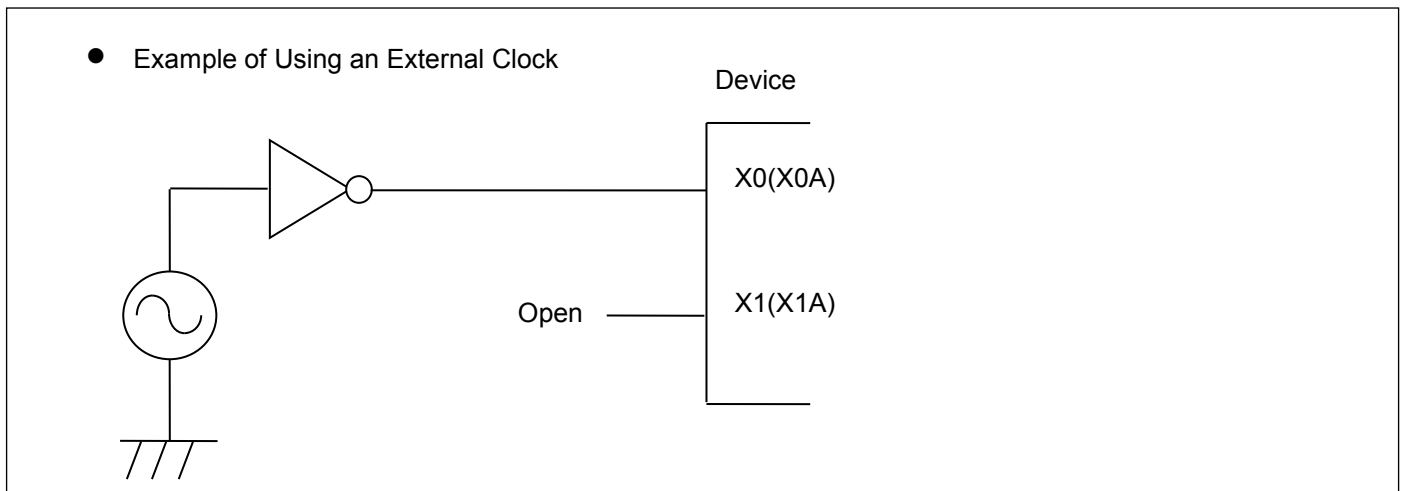 ● Example of Using an External Clock
Device
X0(X0A)
Open
X1(X1A)